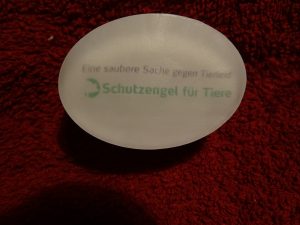 Eine saubere Sache gegen Tierleid
Schutzengel für Tiere